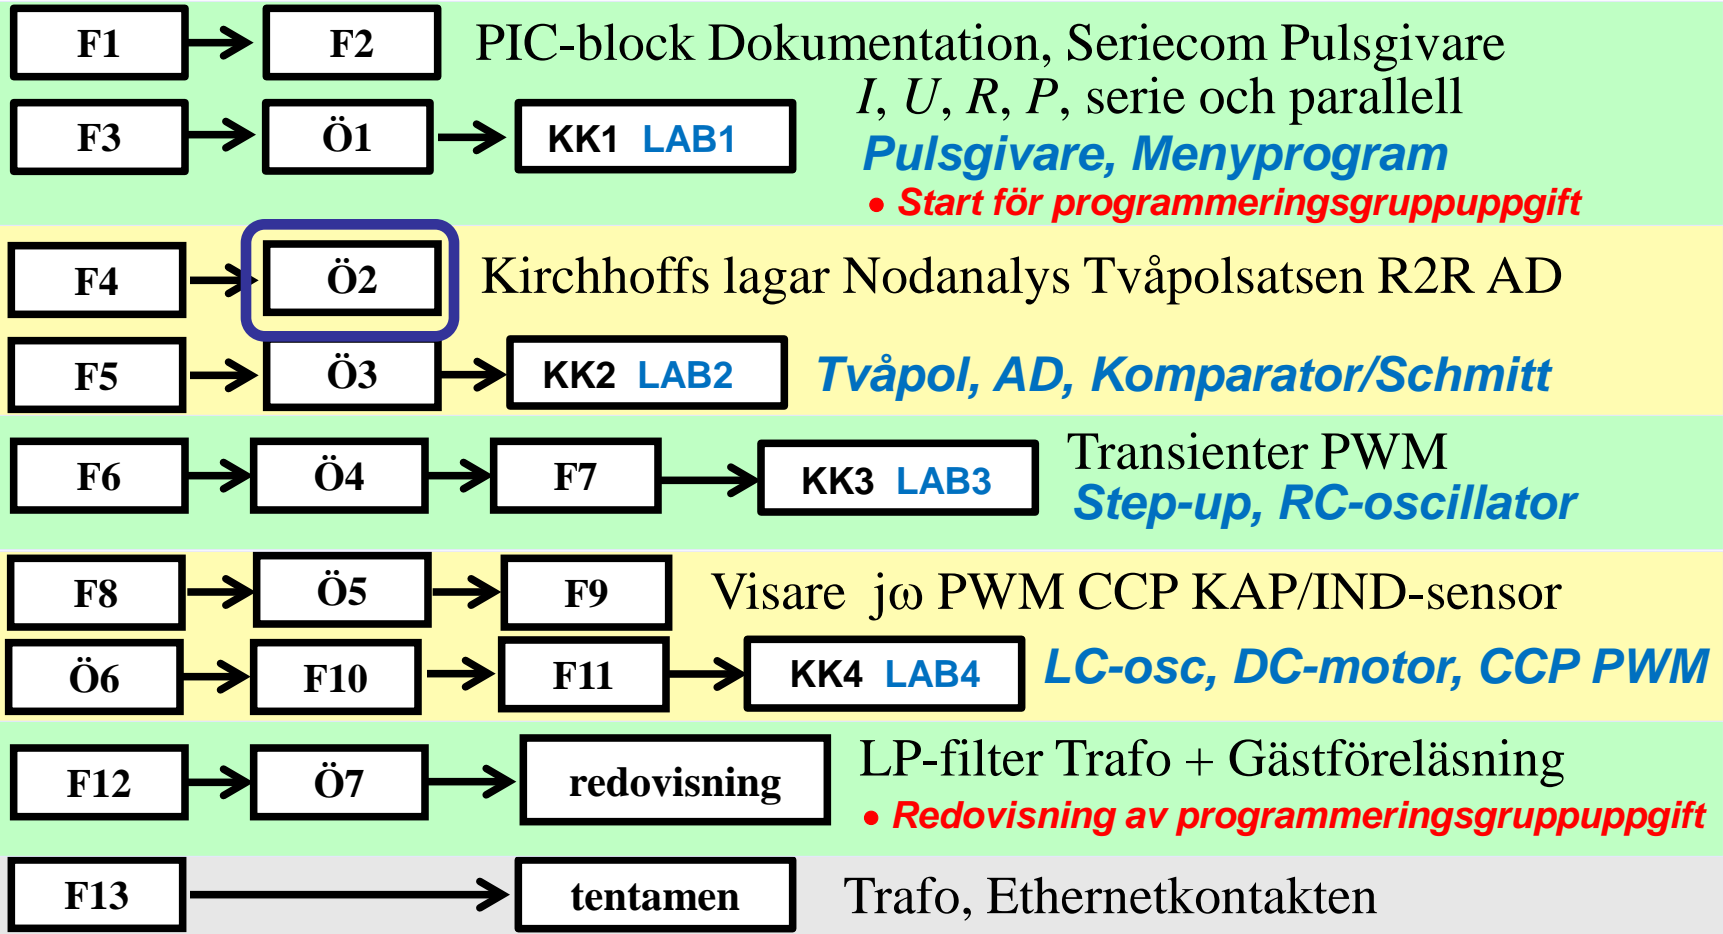 F1 F2 PIC-block Dokumentation, Seriecom Pulsgivare
I, U, R, P, serie och parallell
F3 Ö1 KK1 LAB1 Pulsgivare, Menyprogram
• Start för programmeringsgruppuppgift
F4 Ö2 Kirchhoffs lagar Nodanalys Tvåpolsatsen R2R AD
F5 Ö3 KK2 LAB2 Tvåpol, AD, Komparator/Schmitt
F6 Ö4 F7 KK3 LAB3 Transienter PWM
Step-up, RC-oscillator
F8 Ö5 F9 Visare jω PWM CCP KAP/IND-sensor
Ö6 F10 F11 KK4 LAB4 LC-osc, DC-motor, CCP PWM
F12 Ö7 redovisning LP-filter Trafo + Gästföreläsning
• Redovisning av programmeringsgruppuppgift
F13 tentamen Trafo, Ethernetkontakten